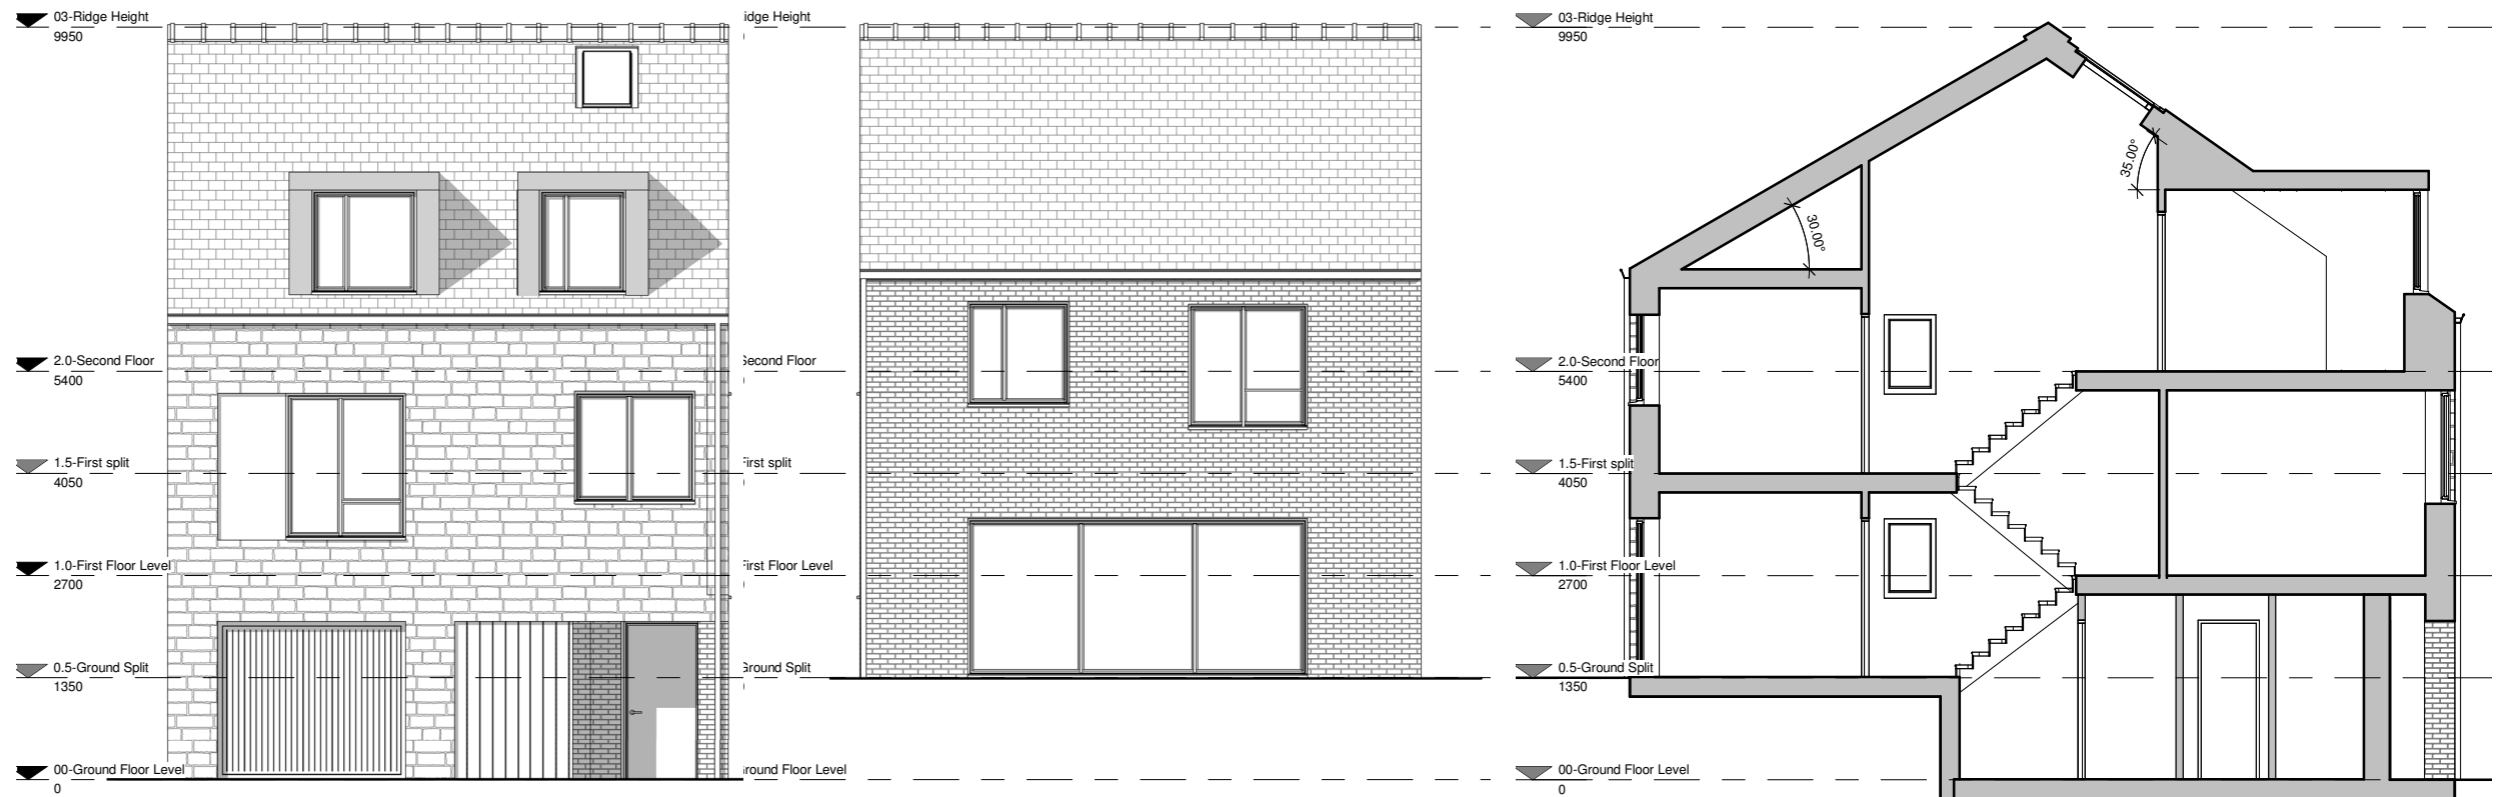 03-Ridge Height
9950
2.0-Second Floor
5400
1.5-First split
4050
1.0-First Floor Level
2700
0.5-Ground Split
1350
00-Ground Floor Level
0
idge Height
Second Floor
First split
First Floor Level
Ground Split
Ground Floor Level
03-Ridge Height
9950
2.0-Second Floor
5400
1.5-First split
4050
1.0-First Floor Level
2700
0.5-Ground Split
1350
00-Ground Floor Level
0
30.00°
35.00°